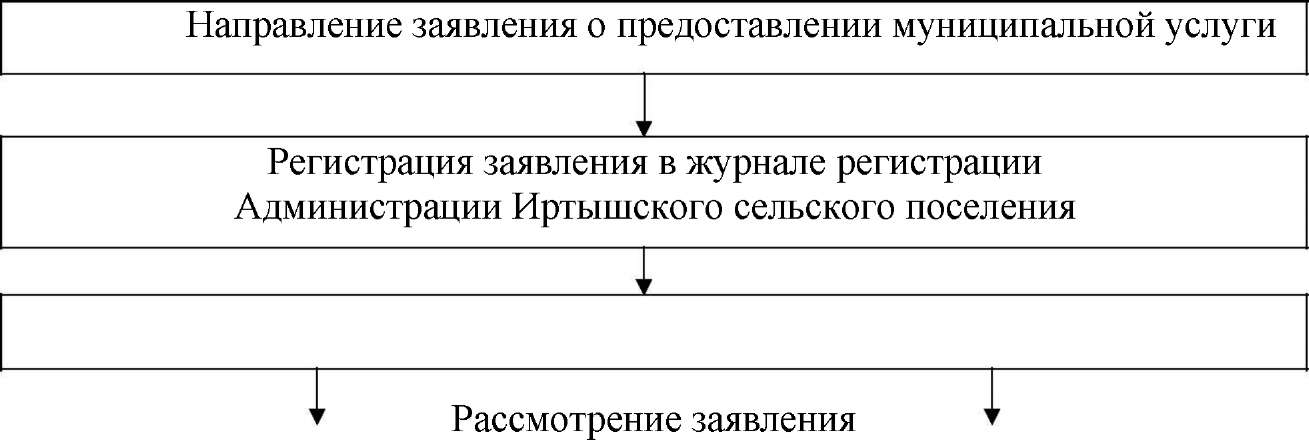 Направление заявления о предоставлении муниципальной услуги
Регистрация заявления в журнале регистрации
Администрации Иртышского сельского поселения
Рассмотрение заявления